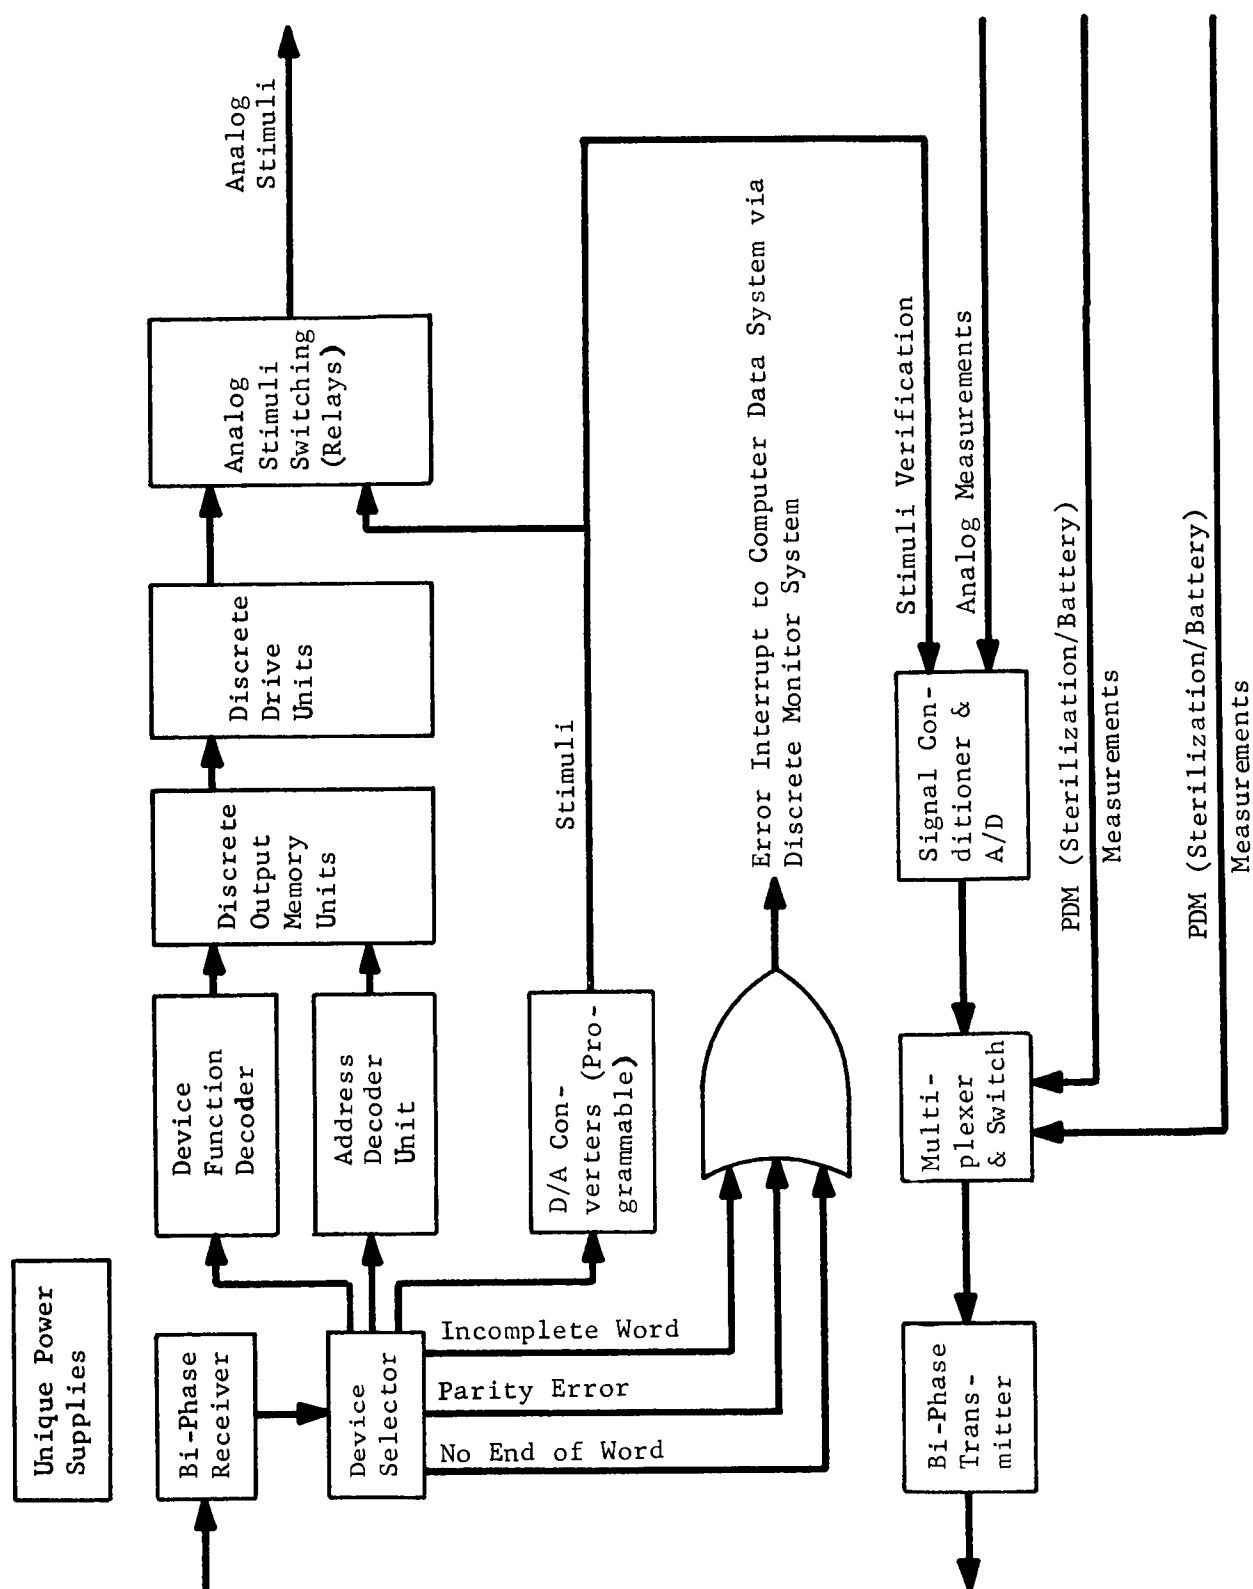 Unique Power
Supplies
Bi-Phase
Receiver
Device
Selector
Device
Function
Decoder
Address
Decoder
Unit
D/A Con-
verters (Pro-
grammable)
Incomplete Word
Parity Error
No End of Word
Discrete
Output
Memory
Units
Discrete
Drive
Units
Analog
Stimuli
Switching
(Relays)
Analog
Stimuli
Stimuli
Error Interrupt to Computer Data System via
Discrete Monitor System
Stimuli Verification
Analog Measurements
Signal Con-
ditioner &
A/D
Multi-
plexer
& Switch
Bi-Phase
Trans-
mitter
PDM (Sterilization/Battery)
Measurements
PDM (Sterilization/Battery)
Measurements